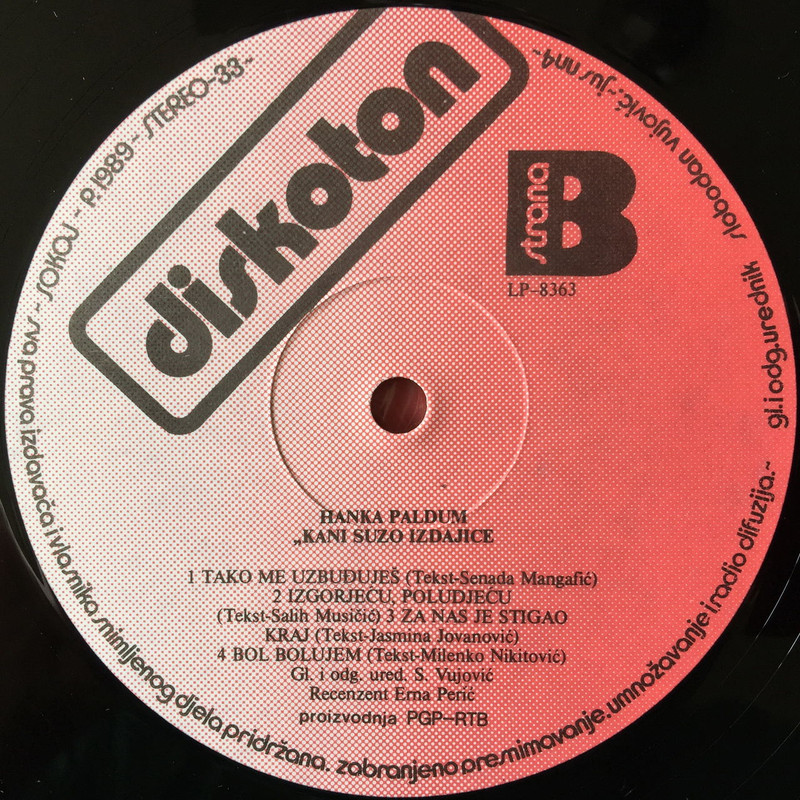 diskoton
strana B
LP-8363
HANKA PALDUM
„KANI SUZO IZDAJICE
1 TAKO ME UZBUĐUJEŠ (Tekst-Senada Mangafić)
2 IZGORJEĆU, POLUDJEĆU
(Tekst-Salih Musičić) 3 ZA NAS JE STIGAO
KRAJ (Tekst-Jasmina Jovanović)
4 BOL BOLUJEM (Tekst-Milenko Nikitović)
Gl. i odg. ured. S. Vujović
Recenzent Erna Perić
proizvodnja PGP-RTB
sva prava izdavača i vlasnika snimljenog djela pridržana. zabranjeno presnimavanje. umnožavanje i radio difuzija.~ gl. i odg. urednik slobodan vujović.~ jus nn4~
SOKOJ ~ P.1989 ~ STEREO-33~